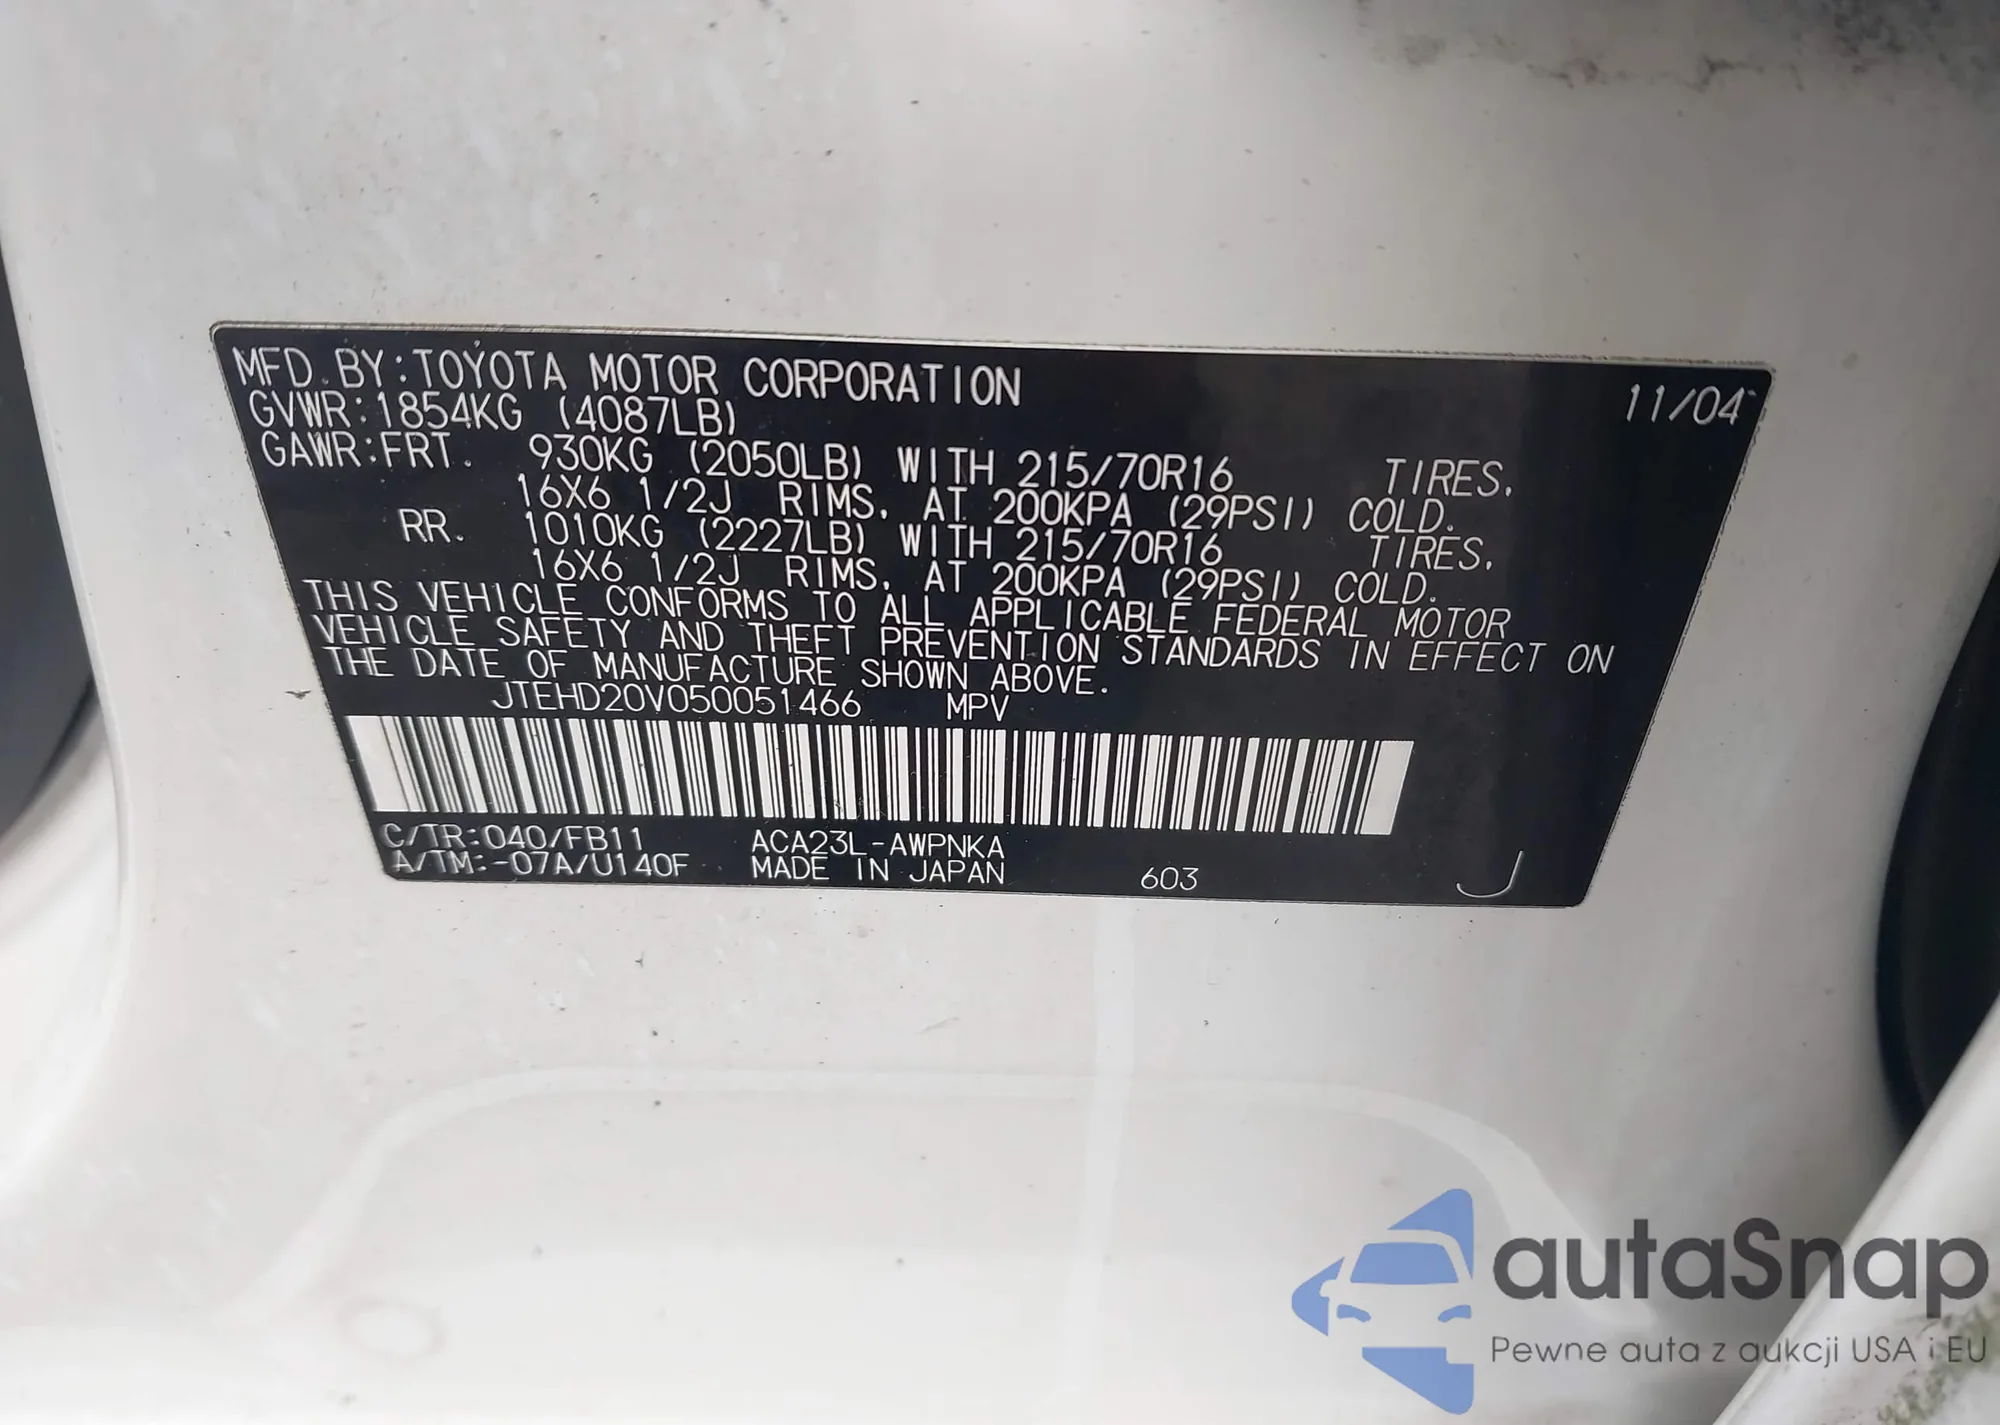 MFD. BY: TOYOTA MOTOR CORPORATION 11/04
GVWR: 1854KG (4087LB)
GAWR: FRT. 930KG (2050LB) WITH 215/70R16 TIRES,
16X6 1/2J RIMS, AT 200KPA (29PSI) COLD.
RR. 1010KG (2227LB) WITH 215/70R16 TIRES,
16X6 1/2J RIMS, AT 200KPA (29PSI) COLD.
THIS VEHICLE CONFORMS TO ALL APPLICABLE FEDERAL MOTOR
VEHICLE SAFETY AND THEFT PREVENTION STANDARDS IN EFFECT ON
THE DATE OF MANUFACTURE SHOWN ABOVE.
JTEHD20V050051466 MPV
C/TR: 040/FB11 ACA23L-AWPNKA
A/TM: -07A/U140F MADE IN JAPAN 603 J
autaSnap
Pewne auta z aukcji USA i EU